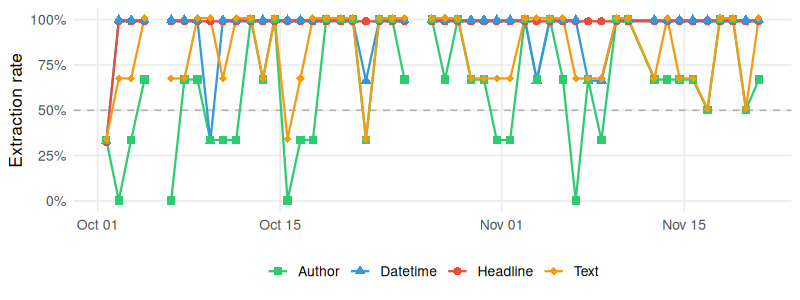 Extraction rate
100%
75%
50%
25%
0%
Oct 01 Oct 15 Nov 01 Nov 15
Author Datetime Headline Text